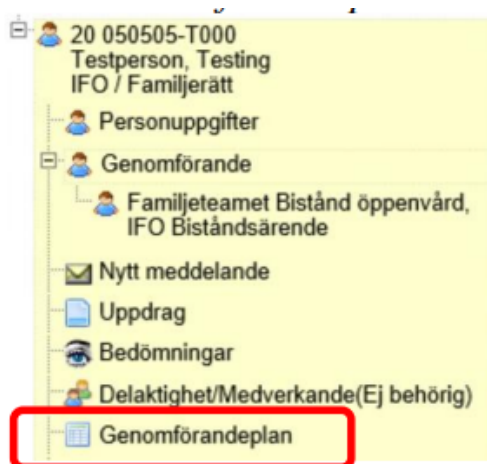 20 050505-T000
Testperson, Testing
IFO / Familjerätt
Personuppgifter
Genomförande
Familjeteamet Bistånd öppenvård,
IFO Biståndsärende
Nytt meddelande
Uppdrag
Bedömningar
Delaktighet/Medverkande(Ej behörig)
Genomförandeplan